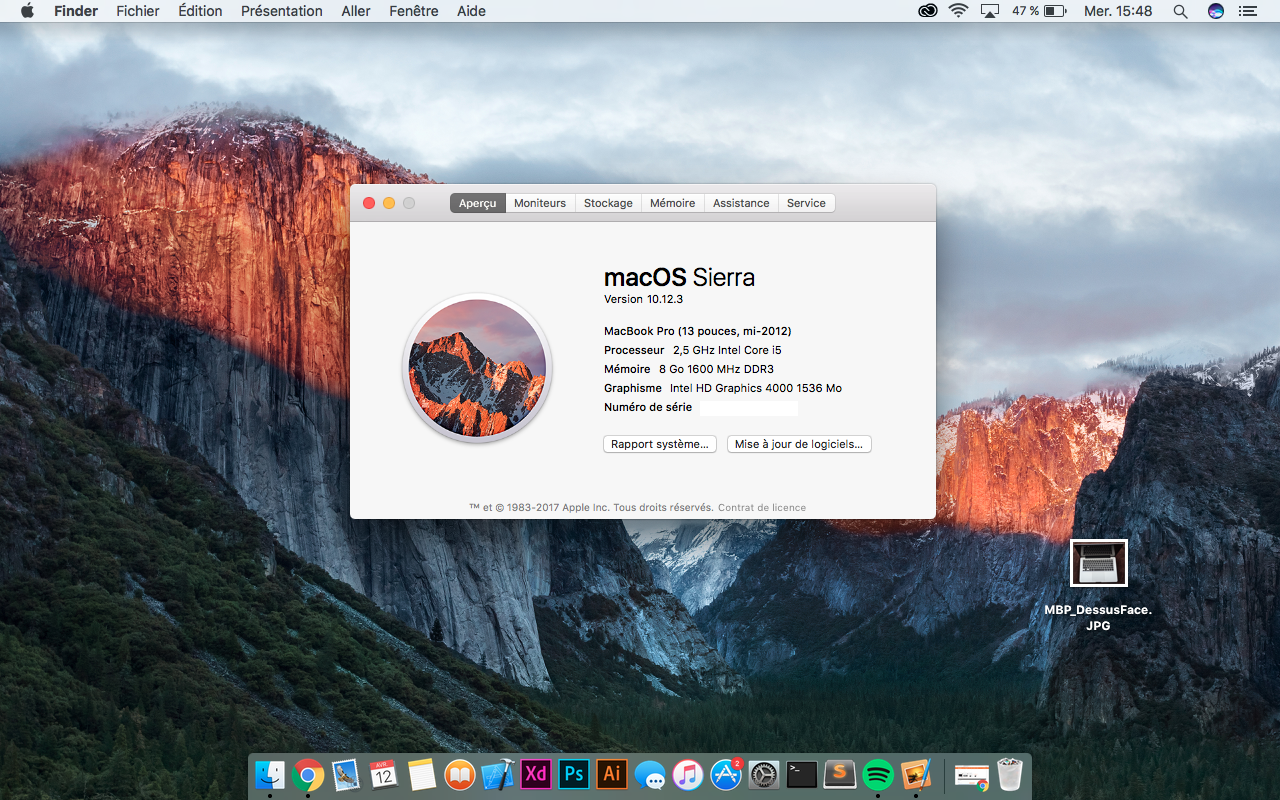 Finder Fichier Édition Présentation Aller Fenêtre Aide 47 % Mer. 15:48
Aperçu Moniteurs Stockage Mémoire Assistance Service
macOS Sierra
Version 10.12.3
MacBook Pro (13 pouces, mi-2012)
Processeur 2,5 GHz Intel Core i5
Mémoire 8 Go 1600 MHz DDR3
Graphisme Intel HD Graphics 4000 1536 Mo
Numéro de série
Rapport système... Mise à jour de logiciels...
™ et © 1983-2017 Apple Inc. Tous droits réservés. Contrat de licence
MBP_DessusFace.
JPG
AVR.
12
Xd Ps Ai 2 >_ S